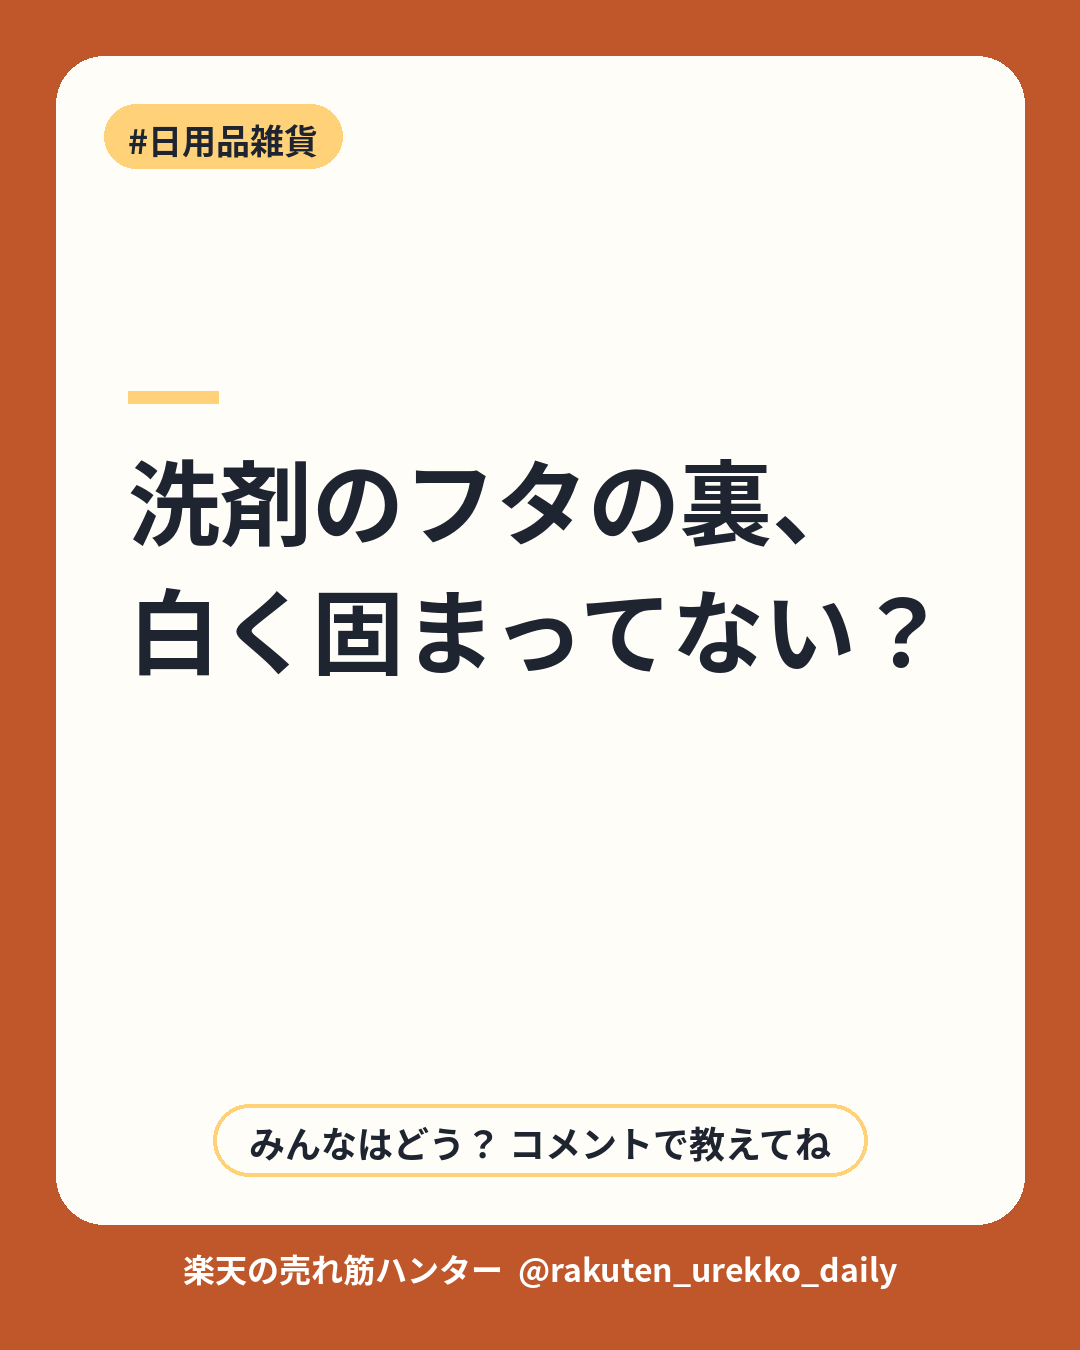 #日用品雑貨
洗剤のフタの裏、
白く固まってない？
みんなはどう？ コメントで教えてね
楽天の売れ筋ハンター @rakuten_urekko_daily